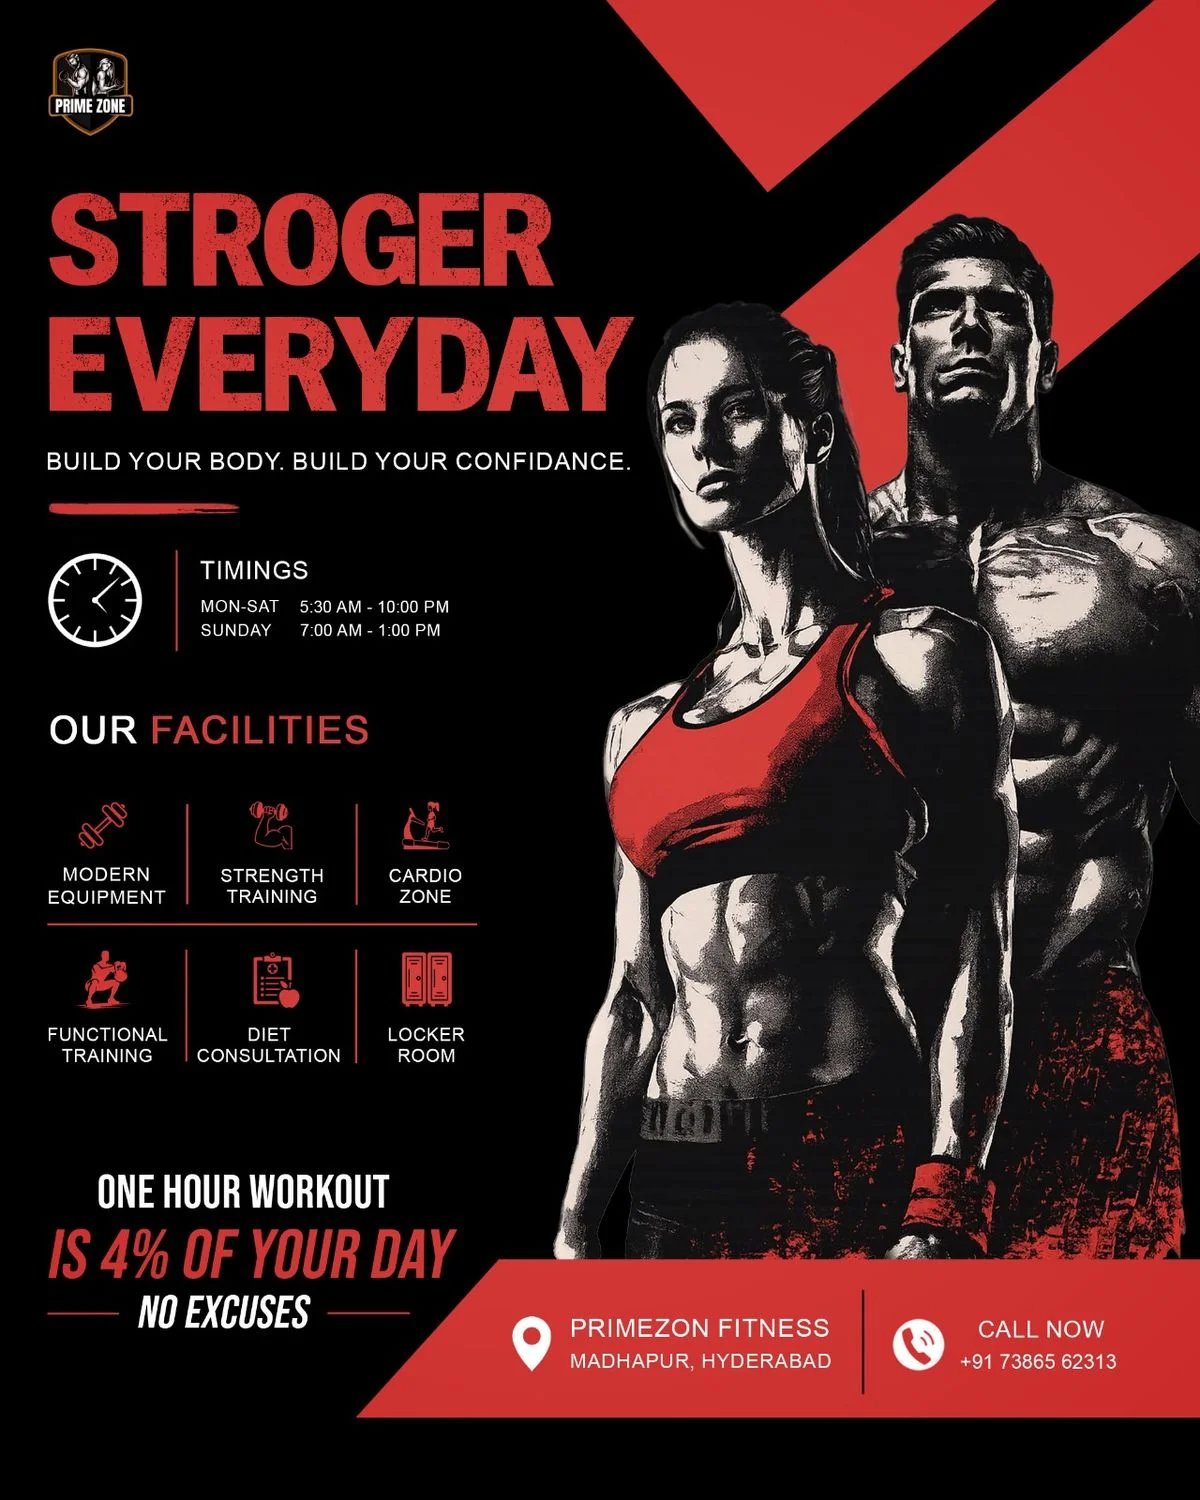 PRIME ZONE
STROGER
EVERYDAY
BUILD YOUR BODY. BUILD YOUR CONFIDANCE.
TIMINGS
MON-SAT 5:30 AM - 10:00 PM
SUNDAY 7:00 AM - 1:00 PM
OUR FACILITIES
MODERN
EQUIPMENT
STRENGTH
TRAINING
CARDIO
ZONE
FUNCTIONAL
TRAINING
DIET
CONSULTATION
LOCKER
ROOM
ONE HOUR WORKOUT
IS 4% OF YOUR DAY
NO EXCUSES
PRIMEZON FITNESS
MADHAPUR, HYDERABAD
CALL NOW
+91 73865 62313